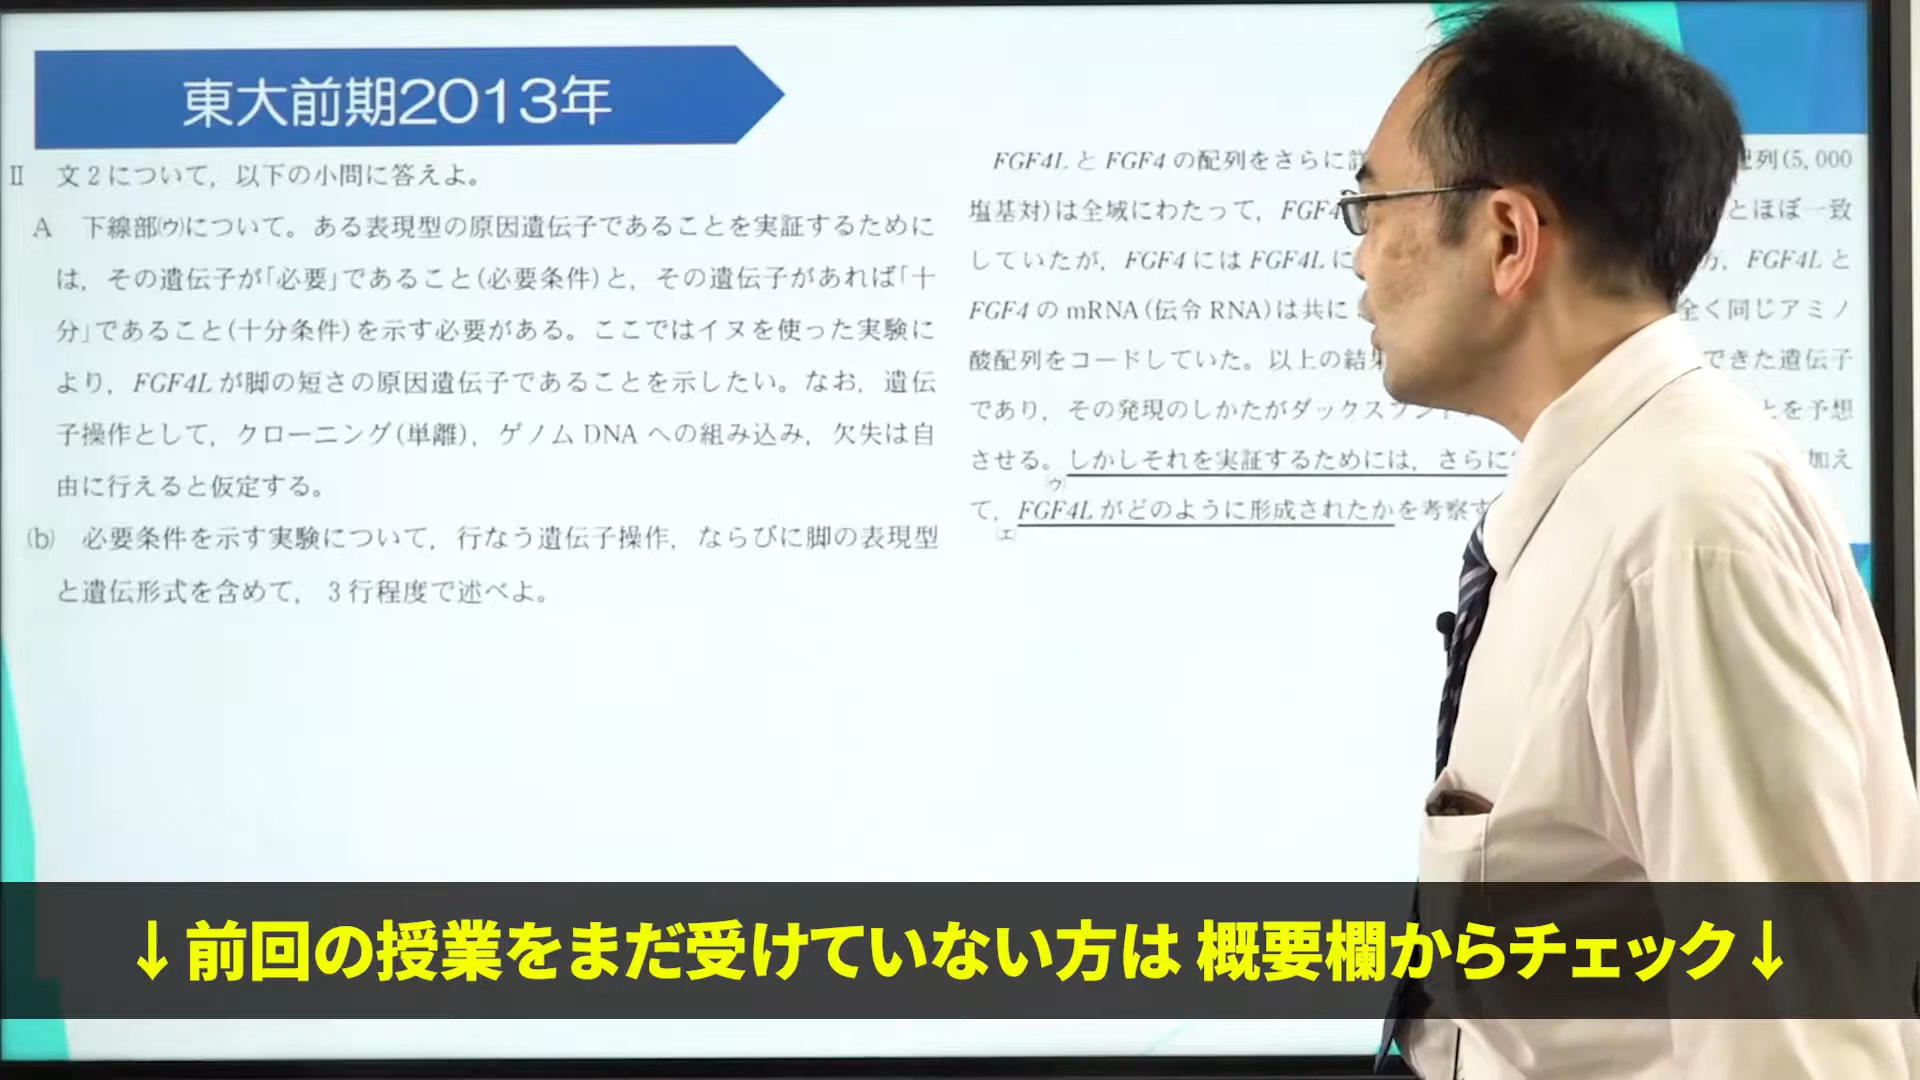 東大前期2013年
Ⅱ 文2について，以下の小問に答えよ。
A 下線部(ウ)について。ある表現型の原因遺伝子であることを実証するために
は，その遺伝子が「必要」であること(必要条件)と，その遺伝子があれば「十
分」であること(十分条件)を示す必要がある。ここではイヌを使った実験に
より，FGF4Lが脚の短さの原因遺伝子であることを示したい。なお，遺伝
子操作として，クローニング(単離)，ゲノムDNAへの組み込み，欠失は自
由に行えると仮定する。
(b) 必要条件を示す実験について，行なう遺伝子操作，ならびに脚の表現型
と遺伝形式を含めて，3行程度で述べよ。
FGF4LとFGF4の配列をさらに 配列(5,000
塩基対)は全域にわたって，FGF4 とほぼ一致
していたが，FGF4にはFGF4Lに 方，FGF4Lと
FGF4のmRNA(伝令RNA)は共に 全く同じアミノ
酸配列をコードしていた。以上の結果 できた遺伝子
であり，その発現のしかたがダックスフン とを予想
させる。しかしそれを実証するためには，さらに 加え
(ウ)
て，FGF4Lがどのように形成されたかを考察す
(エ)
↓前回の授業をまだ受けていない方は 概要欄からチェック↓